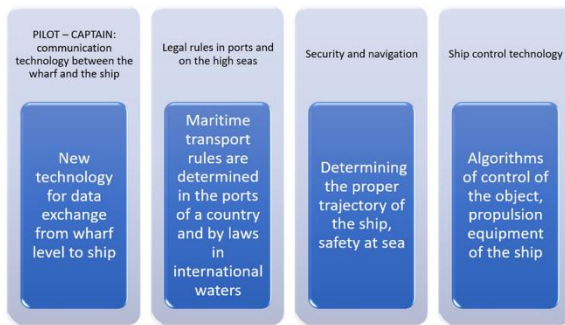 PILOT – CAPTAIN:
communication
technology between the
wharf and the ship
New
technology
for data
exchange
from wharf
level to ship
Legal rules in ports and
on the high seas
Maritime
transport
rules are
determined
in the ports
of a country
and by laws
in
international
waters
Security and navigation
Determining
the proper
trajectory of
the ship,
safety at sea
Ship control technology
Algorithms
of control of
the object,
propulsion
equipment
of the ship